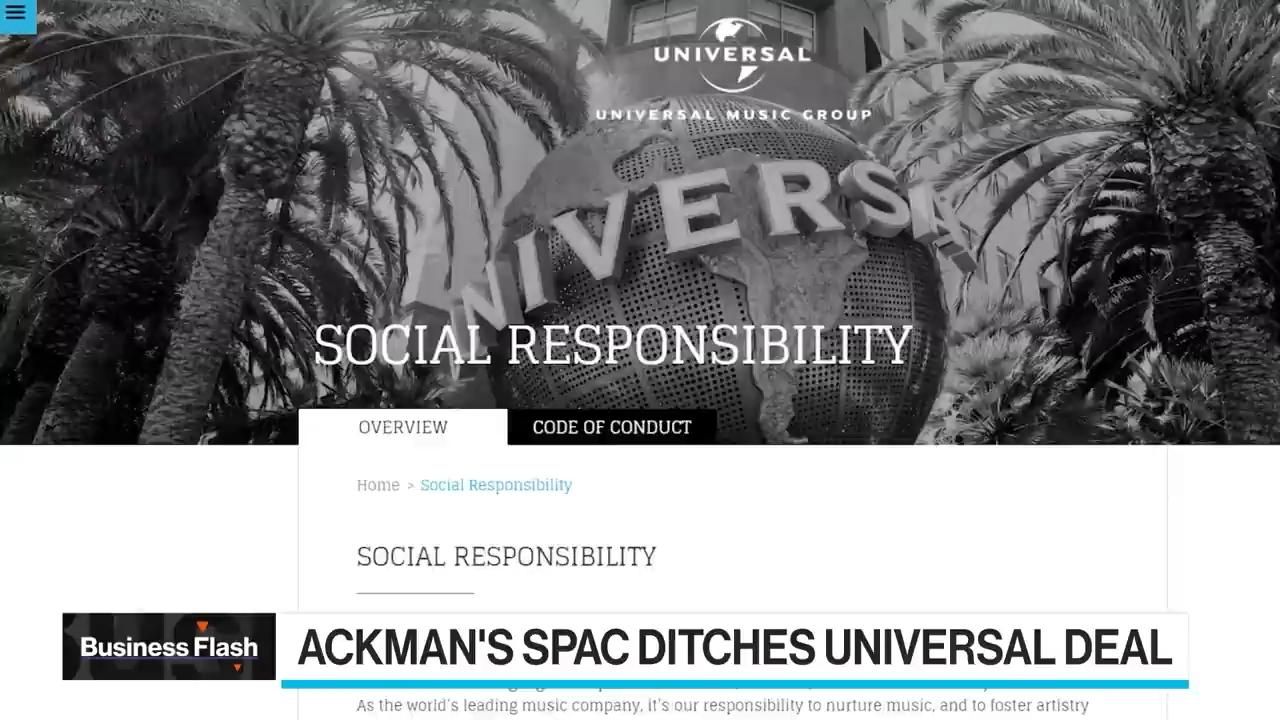 UNIVERSAL
UNIVERSAL MUSIC GROUP
UNIVERSAL
SOCIAL RESPONSIBILITY
OVERVIEW
CODE OF CONDUCT
Home > Social Responsibility
SOCIAL RESPONSIBILITY
Business Flash
ACKMAN'S SPAC DITCHES UNIVERSAL DEAL
As the world's leading music company, it's our responsibility to nurture music, and to foster artistry